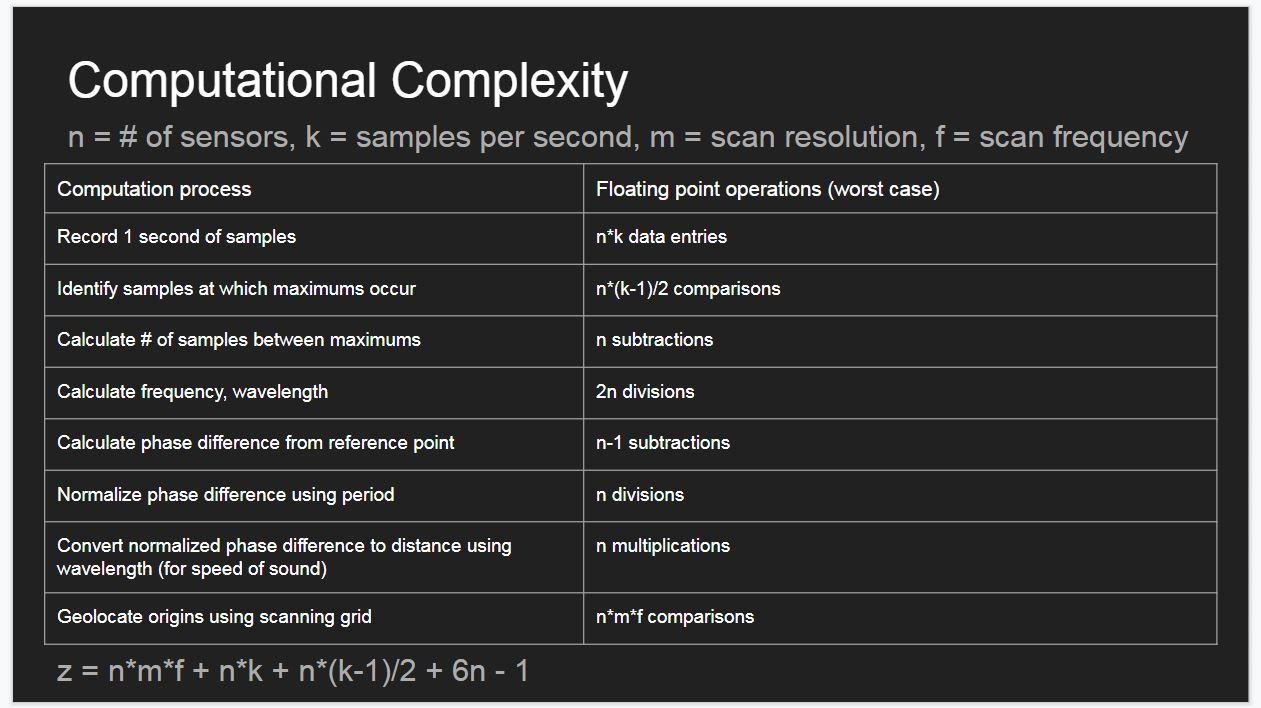 Computational Complexity
n = # of sensors, k = samples per second, m = scan resolution, f = scan frequency
Computation process
Floating point operations (worst case)
Record 1 second of samples
n*k data entries
Identify samples at which maximums occur
n*(k-1)/2 comparisons
Calculate # of samples between maximums
n subtractions
Calculate frequency, wavelength
2n divisions
Calculate phase difference from reference point
n-1 subtractions
Normalize phase difference using period
n divisions
Convert normalized phase difference to distance using
wavelength (for speed of sound)
n multiplications
Geolocate origins using scanning grid
n*m*f comparisons
z = n*m*f + n*k + n*(k-1)/2 + 6n - 1